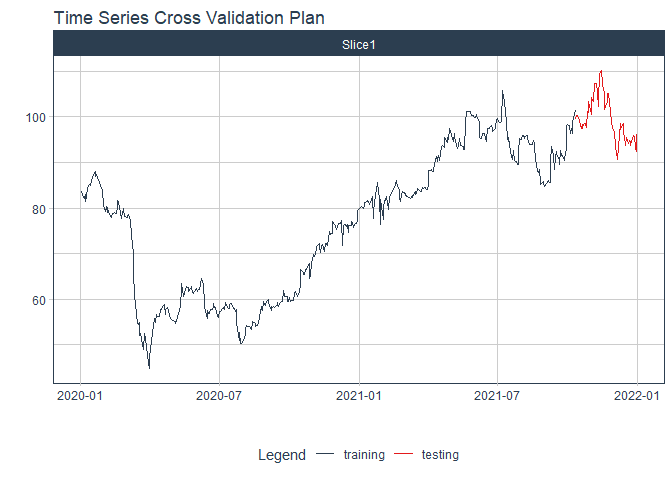 Time Series Cross Validation Plan
Slice1
100
80
60
2020-01 2020-07 2021-01 2021-07 2022-01
Legend training testing